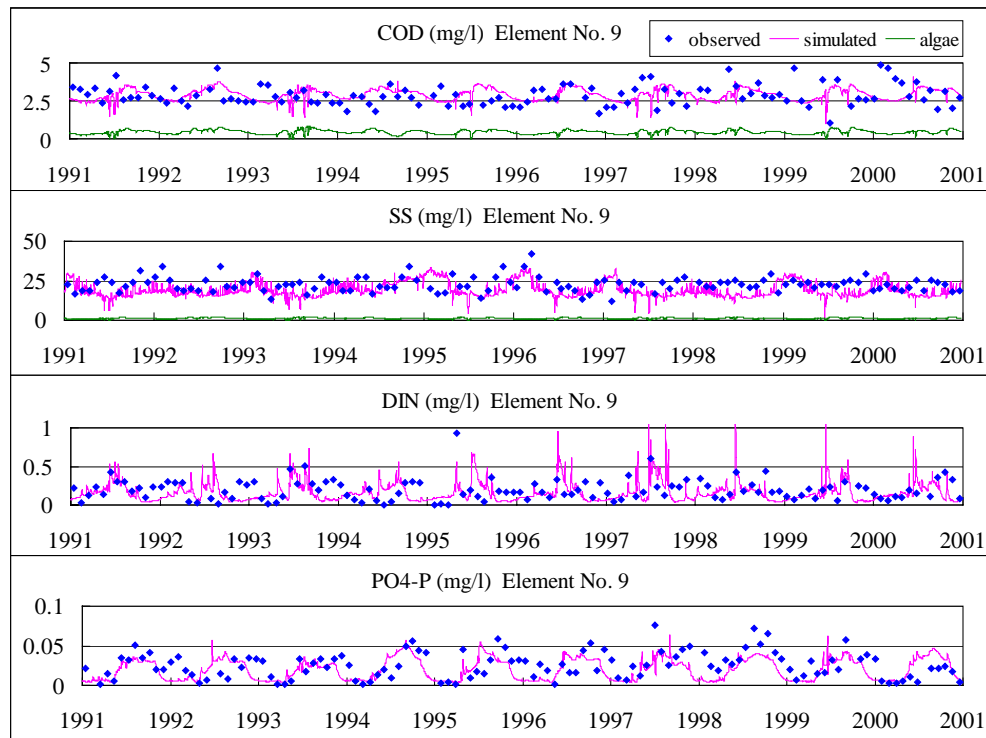 COD (mg/l) Element No. 9
observed simulated algae
5
2.5
0
1991 1992 1993 1994 1995 1996 1997 1998 1999 2000 2001
SS (mg/l) Element No. 9
50
25
0
1991 1992 1993 1994 1995 1996 1997 1998 1999 2000 2001
DIN (mg/l) Element No. 9
1
0.5
0
1991 1992 1993 1994 1995 1996 1997 1998 1999 2000 2001
PO4-P (mg/l) Element No. 9
0.1
0.05
0
1991 1992 1993 1994 1995 1996 1997 1998 1999 2000 2001